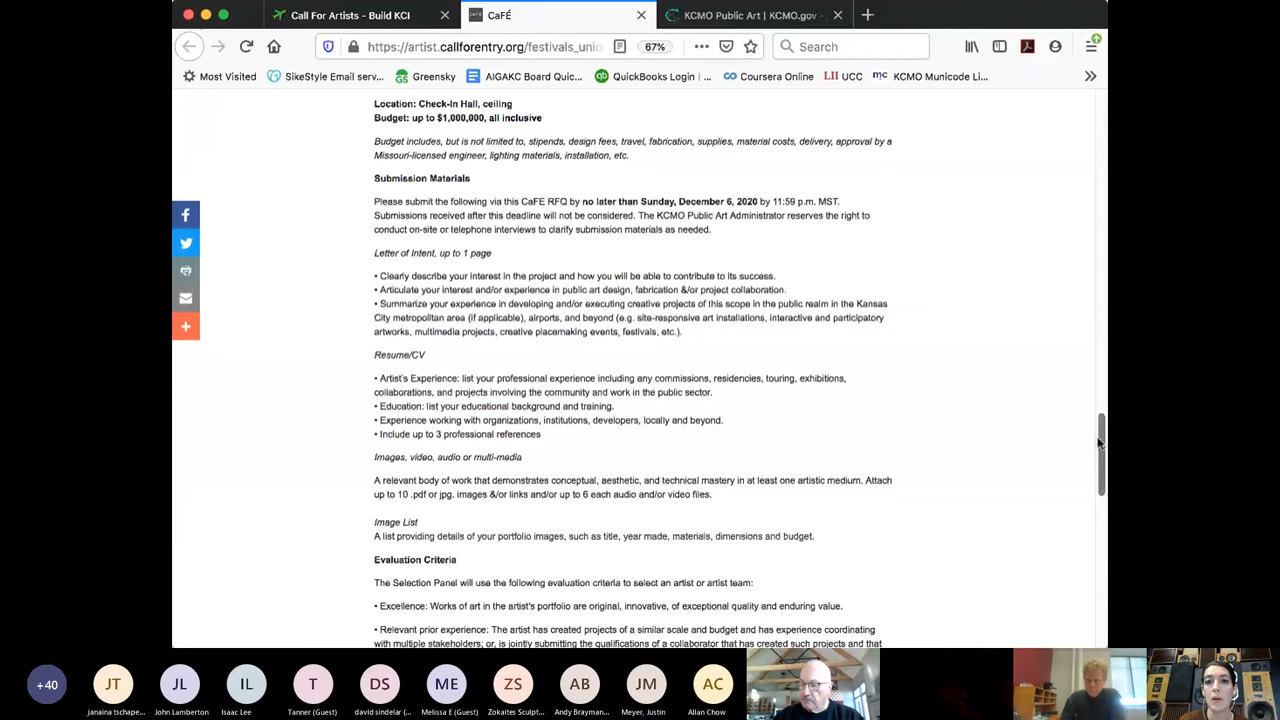 Call For Artists - Build KCI
CaFÉ
KCMO Public Art | KCMO.gov -
https://artist.callforentry.org/festivals_uniq
67%
Search
Most Visited
SikeStyle Email serv...
Greensky
AIGAKC Board Quic...
QuickBooks Login | ...
Coursera Online
LII UCC
mc KCMO Municode Li...
Location: Check-In Hall, ceiling
Budget: up to $1,000,000, all inclusive
Budget includes, but is not limited to, stipends, design fees, travel, fabrication, supplies, material costs, delivery, approval by a
Missouri-licensed engineer, lighting materials, installation, etc.
Submission Materials
Please submit the following via this CaFE RFQ by no later than Sunday, December 6, 2020 by 11:59 p.m. MST.
Submissions received after this deadline will not be considered. The KCMO Public Art Administrator reserves the right to
conduct on-site or telephone interviews to clarify submission materials as needed.
Letter of Intent, up to 1 page
• Clearly describe your interest in the project and how you will be able to contribute to its success.
• Articulate your interest and/or experience in public art design, fabrication &/or project collaboration.
• Summarize your experience in developing and/or executing creative projects of this scope in the public realm in the Kansas
City metropolitan area (if applicable), airports, and beyond (e.g. site-responsive art installations, interactive and participatory
artworks, multimedia projects, creative placemaking events, festivals, etc.).
Resume/CV
• Artist's Experience: list your professional experience including any commissions, residencies, touring, exhibitions,
collaborations, and projects involving the community and work in the public sector.
• Education: list your educational background and training.
• Experience working with organizations, institutions, developers, locally and beyond.
• Include up to 3 professional references
Images, video, audio or multi-media
A relevant body of work that demonstrates conceptual, aesthetic, and technical mastery in at least one artistic medium. Attach
up to 10 .pdf or jpg. images &/or links and/or up to 6 each audio and/or video files.
Image List
A list providing details of your portfolio images, such as title, year made, materials, dimensions and budget.
Evaluation Criteria
The Selection Panel will use the following evaluation criteria to select an artist or artist team:
• Excellence: Works of art in the artist's portfolio are original, innovative, of exceptional quality and enduring value.
• Relevant prior experience: The artist has created projects of a similar scale and budget and has experience coordinating
with multiple stakeholders; or, is jointly submitting the qualifications of a collaborator that has created such projects and that
+40
JT
JL
IL
T
DS
ME
ZS
AB
JM
AC
janaina tschape...
John Lamberton
Isaac Lee
Tanner (Guest)
david sindelar (...
Melissa E (Guest)
Zokaites Sculpt...
Andy Brayman...
Meyer, Justin
Allan Chow